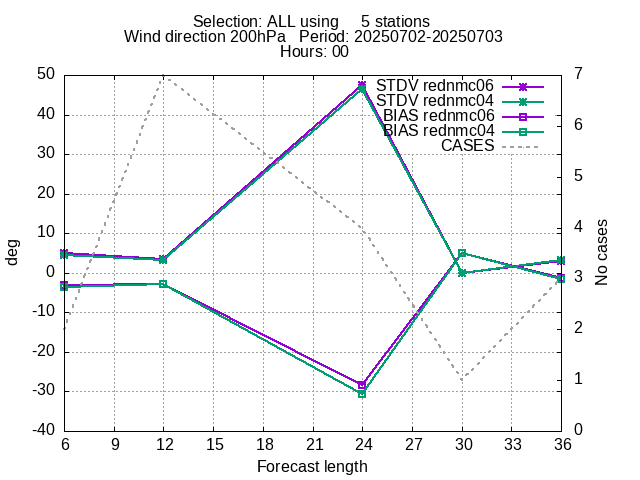 Selection: ALL using     5 stations
Wind direction 200hPa   Period: 20250702-20250703
Hours: 00
50
40
30
20
10
0
-10
-20
-30
-40
deg
STDV rednmc06
STDV rednmc04
BIAS rednmc06
BIAS rednmc04
CASES
7
6
5
4
3
2
1
0
No cases
6 9 12 15 18 21 24 27 30 33 36
Forecast length